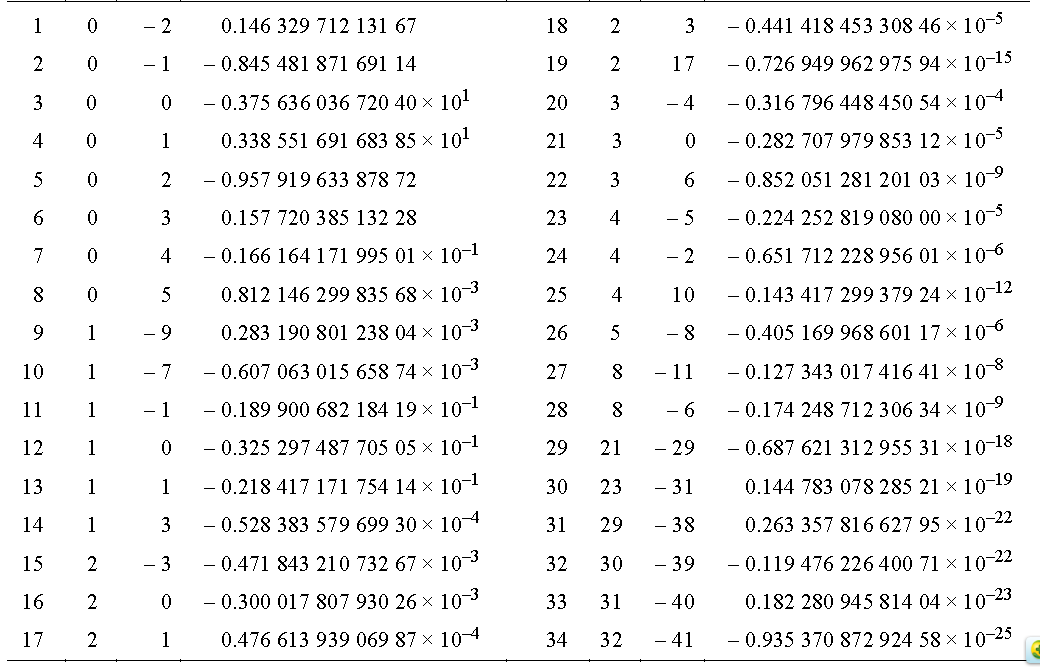 1 0 – 2 0.146 329 712 131 67 18 2 3 – 0.441 418 453 308 46 × 10⁻⁵
2 0 – 1 – 0.845 481 871 691 14 19 2 17 – 0.726 949 962 975 94 × 10⁻¹⁵
3 0 0 – 0.375 636 036 720 40 × 10¹ 20 3 – 4 – 0.316 796 448 450 54 × 10⁻⁴
4 0 1 0.338 551 691 683 85 × 10¹ 21 3 0 – 0.282 707 979 853 12 × 10⁻⁵
5 0 2 – 0.957 919 633 878 72 22 3 6 – 0.852 051 281 201 03 × 10⁻⁹
6 0 3 0.157 720 385 132 28 23 4 – 5 – 0.224 252 819 080 00 × 10⁻⁵
7 0 4 – 0.166 164 171 995 01 × 10⁻¹ 24 4 – 2 – 0.651 712 228 956 01 × 10⁻⁶
8 0 5 0.812 146 299 835 68 × 10⁻³ 25 4 10 – 0.143 417 299 379 24 × 10⁻¹²
9 1 – 9 0.283 190 801 238 04 × 10⁻³ 26 5 – 8 – 0.405 169 968 601 17 × 10⁻⁶
10 1 – 7 – 0.607 063 015 658 74 × 10⁻³ 27 8 – 11 – 0.127 343 017 416 41 × 10⁻⁸
11 1 – 1 – 0.189 900 682 184 19 × 10⁻¹ 28 8 – 6 – 0.174 248 712 306 34 × 10⁻⁹
12 1 0 – 0.325 297 487 705 05 × 10⁻¹ 29 21 – 29 – 0.687 621 312 955 31 × 10⁻¹⁸
13 1 1 – 0.218 417 171 754 14 × 10⁻¹ 30 23 – 31 0.144 783 078 285 21 × 10⁻¹⁹
14 1 3 – 0.528 383 579 699 30 × 10⁻⁴ 31 29 – 38 0.263 357 816 627 95 × 10⁻²²
15 2 – 3 – 0.471 843 210 732 67 × 10⁻³ 32 30 – 39 – 0.119 476 226 400 71 × 10⁻²²
16 2 0 – 0.300 017 807 930 26 × 10⁻³ 33 31 – 40 0.182 280 945 814 04 × 10⁻²³
17 2 1 0.476 613 939 069 87 × 10⁻⁴ 34 32 – 41 – 0.935 370 872 924 58 × 10⁻²⁵